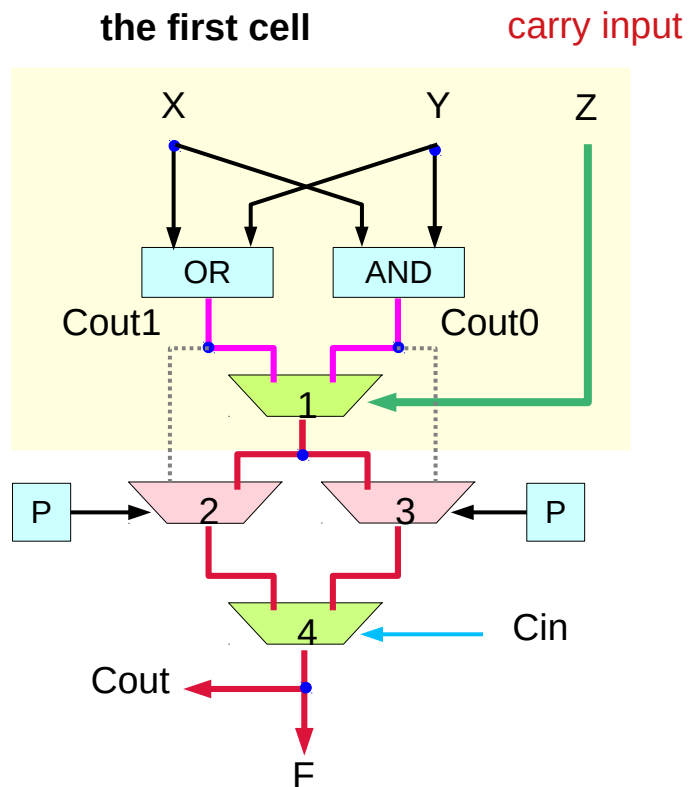 the first cell
carry input
X
Y
Z
OR
AND
Cout1
Cout0
1
P
2
3
P
4
Cin
Cout
F